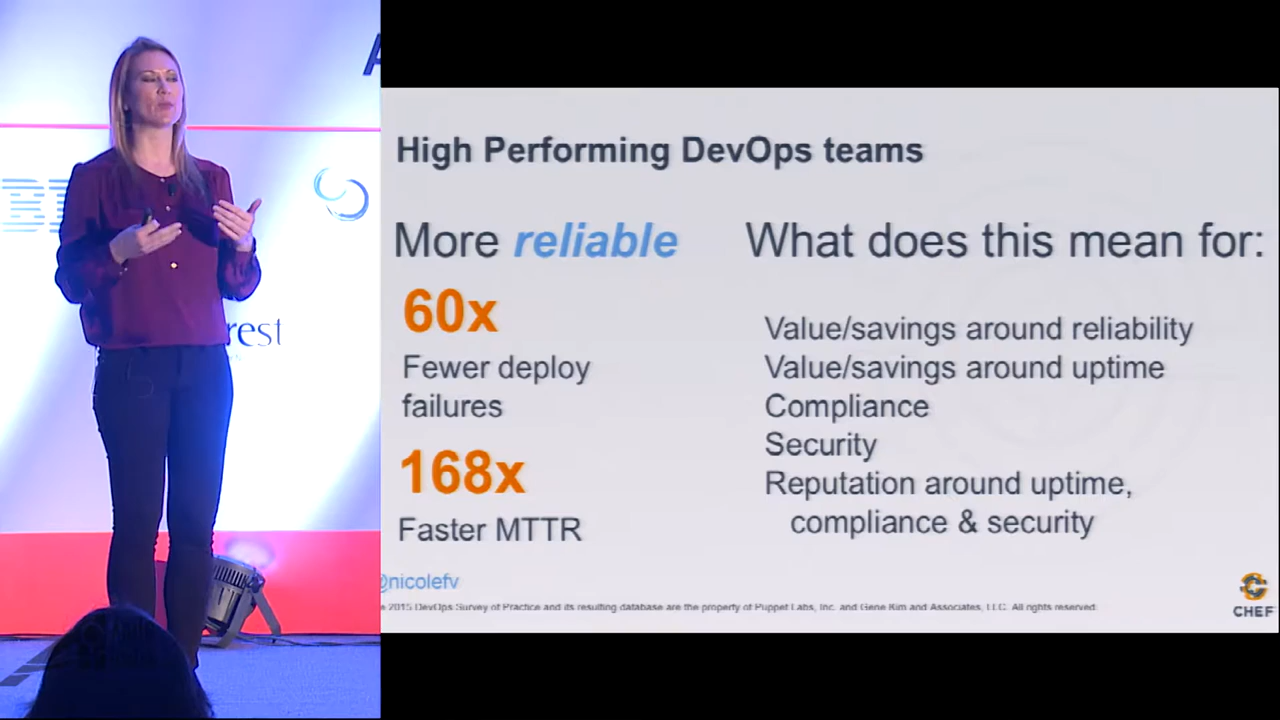 High Performing DevOps teams
More reliable
60x
Fewer deploy
failures
168x
Faster MTTR
What does this mean for:
Value/savings around reliability
Value/savings around uptime
Compliance
Security
Reputation around uptime,
compliance & security
@nicolefv
e 2015 DevOps Survey of Practice and its resulting database are the property of Puppet Labs, Inc. and Gene Kim and Associates, LLC. All rights reserved.
CHEF
rest